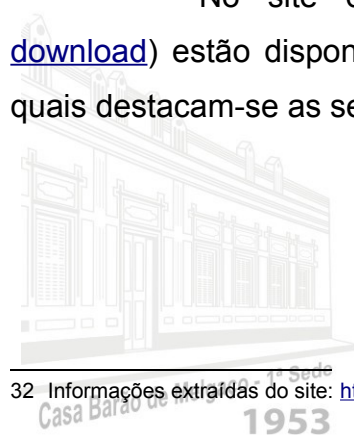 No site
download) estão dispon
quais destacam-se as se
32 Informações extraídas do site: h
Casa Barão de Melgaço - 1ª Sede
1953